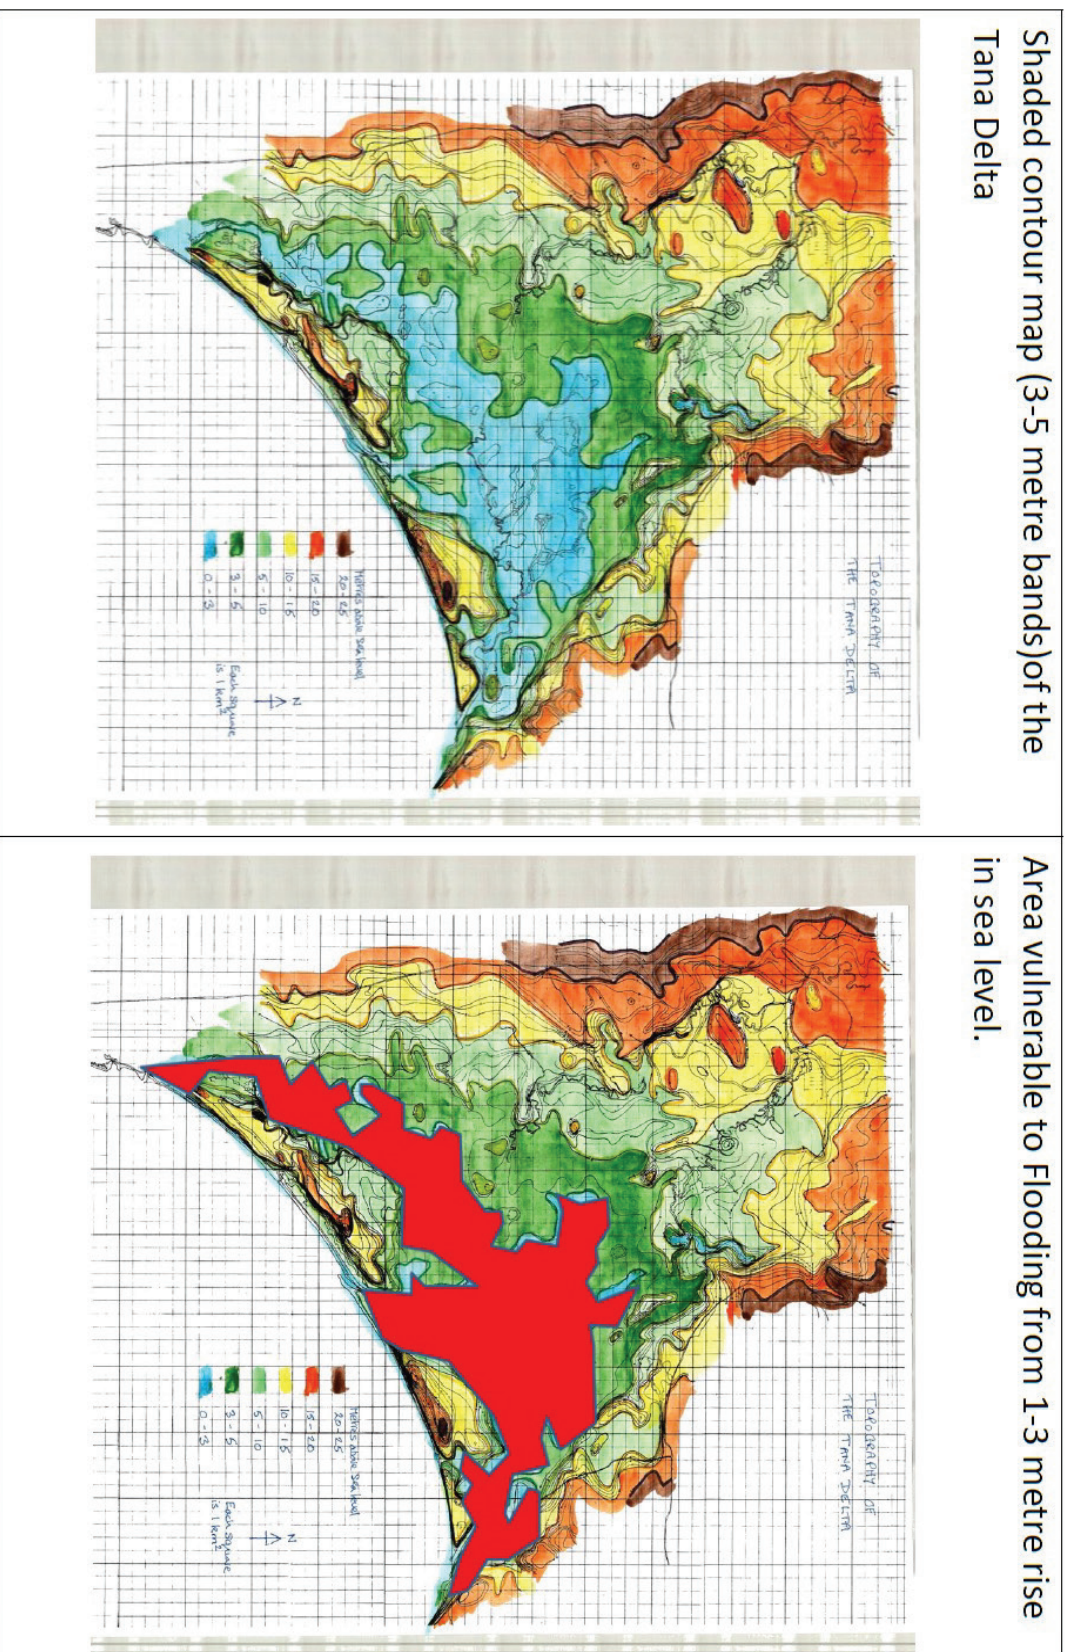 Shaded contour map (3-5 metre bands)of the
Tana Delta
TOPOGRAPHY OF
THE TANA DELTA
Metres above sea level
20-25
15-20
10-15
5-10
3-5
0-3
N
Each square
is 1 km²
Area vulnerable to Flooding from 1-3 metre rise
in sea level.
TOPOGRAPHY OF
THE TANA DELTA
Metres above sea level
20-25
15-20
10-15
5-10
3-5
0-3
N
Each square
is 1 km²